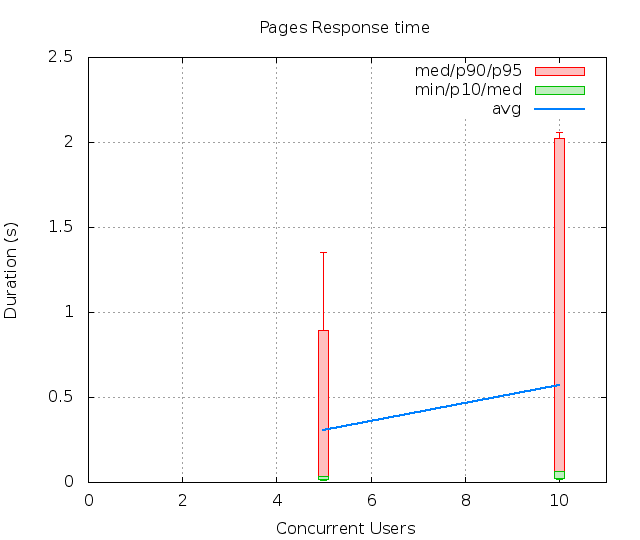 Pages Response time
med/p90/p95
min/p10/med
avg
2.5
2
1.5
1
0.5
0
Duration (s)
0 2 4 6 8 10
Concurrent Users